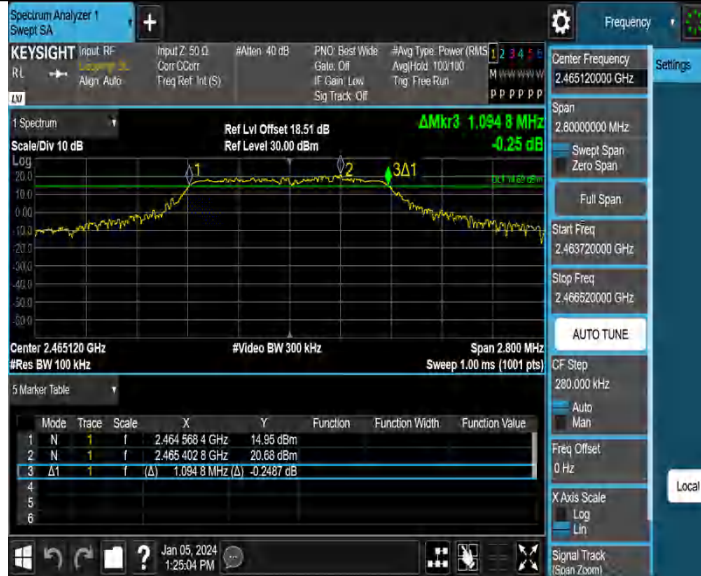 Spectrum Analyzer 1
Swept SA
+
Frequency
KEYSIGHT
RL
Input: RF
Align: Auto
Input Z: 50 Ω
Corr CCorr
Freq Ref: Int (S)
#Atten: 40 dB
PNO: Best Wide
Gate: Off
IF Gain: Low
Sig Track: Off
#Avg Type: Power (RMS
Avg|Hold: 100/100
Trig: Free Run
1 2 3 4 5 6
M W W W W W
P P P P P P
LXI
1 Spectrum
Scale/Div 10 dB
Ref Lvl Offset 18.51 dB
Ref Level 30.00 dBm
ΔMkr3 1.094 8 MHz
-0.25 dB
Log
20.0
10.0
0.00
-10.0
-20.0
-30.0
-40.0
-50.0
-60.0
1
2
3Δ1
Center 2.465120 GHz
#Res BW 100 kHz
#Video BW 300 kHz
Span 2.800 MHz
Sweep 1.00 ms (1001 pts)
5 Marker Table
Mode Trace Scale X Y Function Function Width Function Value
1 N 1 f 2.464 568 4 GHz 14.95 dBm
2 N 1 f 2.465 402 8 GHz 20.68 dBm
3 Δ1 1 f (Δ) 1.094 8 MHz (Δ) -0.2487 dB
4
5
6
?
Jan 05, 2024
1:25:04 PM
Center Frequency
2.465120000 GHz
Span
2.80000000 MHz
Swept Span
Zero Span
Full Span
Start Freq
2.463720000 GHz
Stop Freq
2.466520000 GHz
AUTO TUNE
CF Step
280.000 kHz
Auto
Man
Freq Offset
0 Hz
X Axis Scale
Log
Lin
Signal Track
(Span Zoom)
Settings
Local